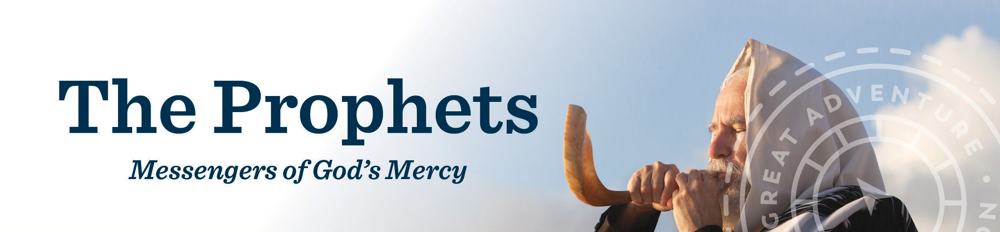 The Prophets
Messengers of God's Mercy
GREAT ADVENTURE •